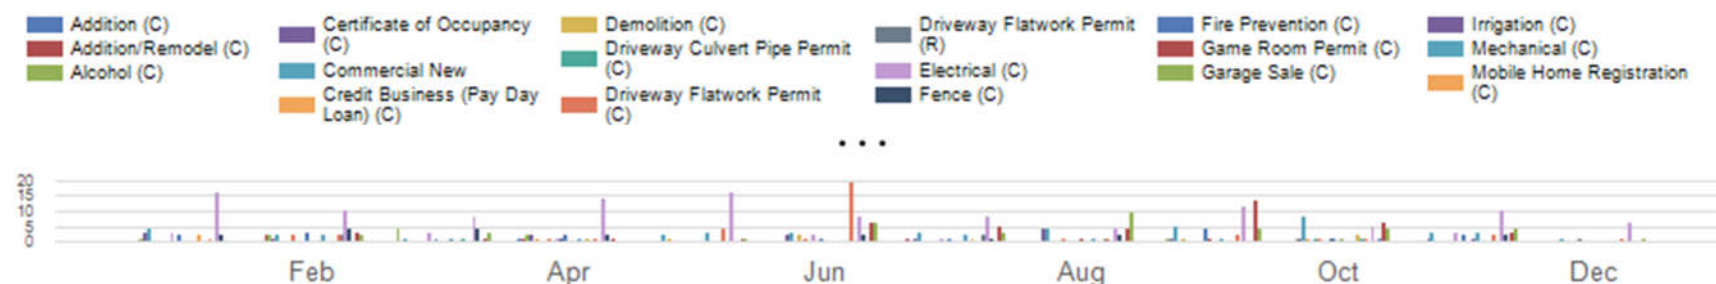 Addition (C)
Addition/Remodel (C)
Alcohol (C)
Certificate of Occupancy
(C)
Commercial New
Credit Business (Pay Day
Loan) (C)
Demolition (C)
Driveway Culvert Pipe Permit
(C)
Driveway Flatwork Permit
(C)
Driveway Flatwork Permit
(R)
Electrical (C)
Fence (C)
Fire Prevention (C)
Game Room Permit (C)
Garage Sale (C)
Irrigation (C)
Mechanical (C)
Mobile Home Registration
(C)
. . .
20
15
10
5
0
Feb Apr Jun Aug Oct Dec